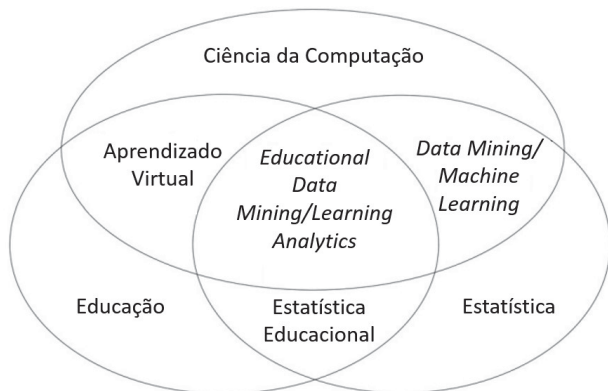 Ciência da Computação
Aprendizado
Virtual
Educational
Data
Mining/Learning
Analytics
Data Mining/
Machine
Learning
Educação
Estatística
Educacional
Estatística